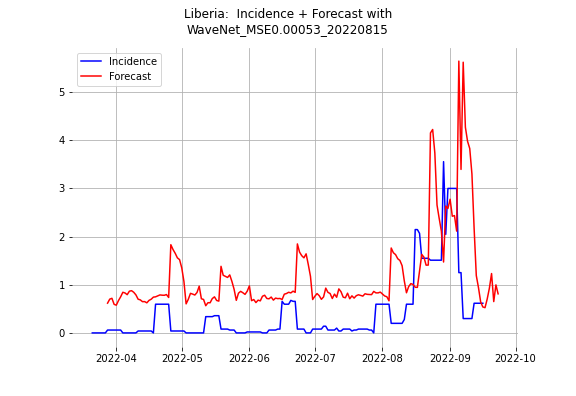 Liberia:  Incidence + Forecast with
WaveNet_MSE0.00053_20220815
Incidence
Forecast
5
4
3
2
1
0
2022-04 2022-05 2022-06 2022-07 2022-08 2022-09 2022-10